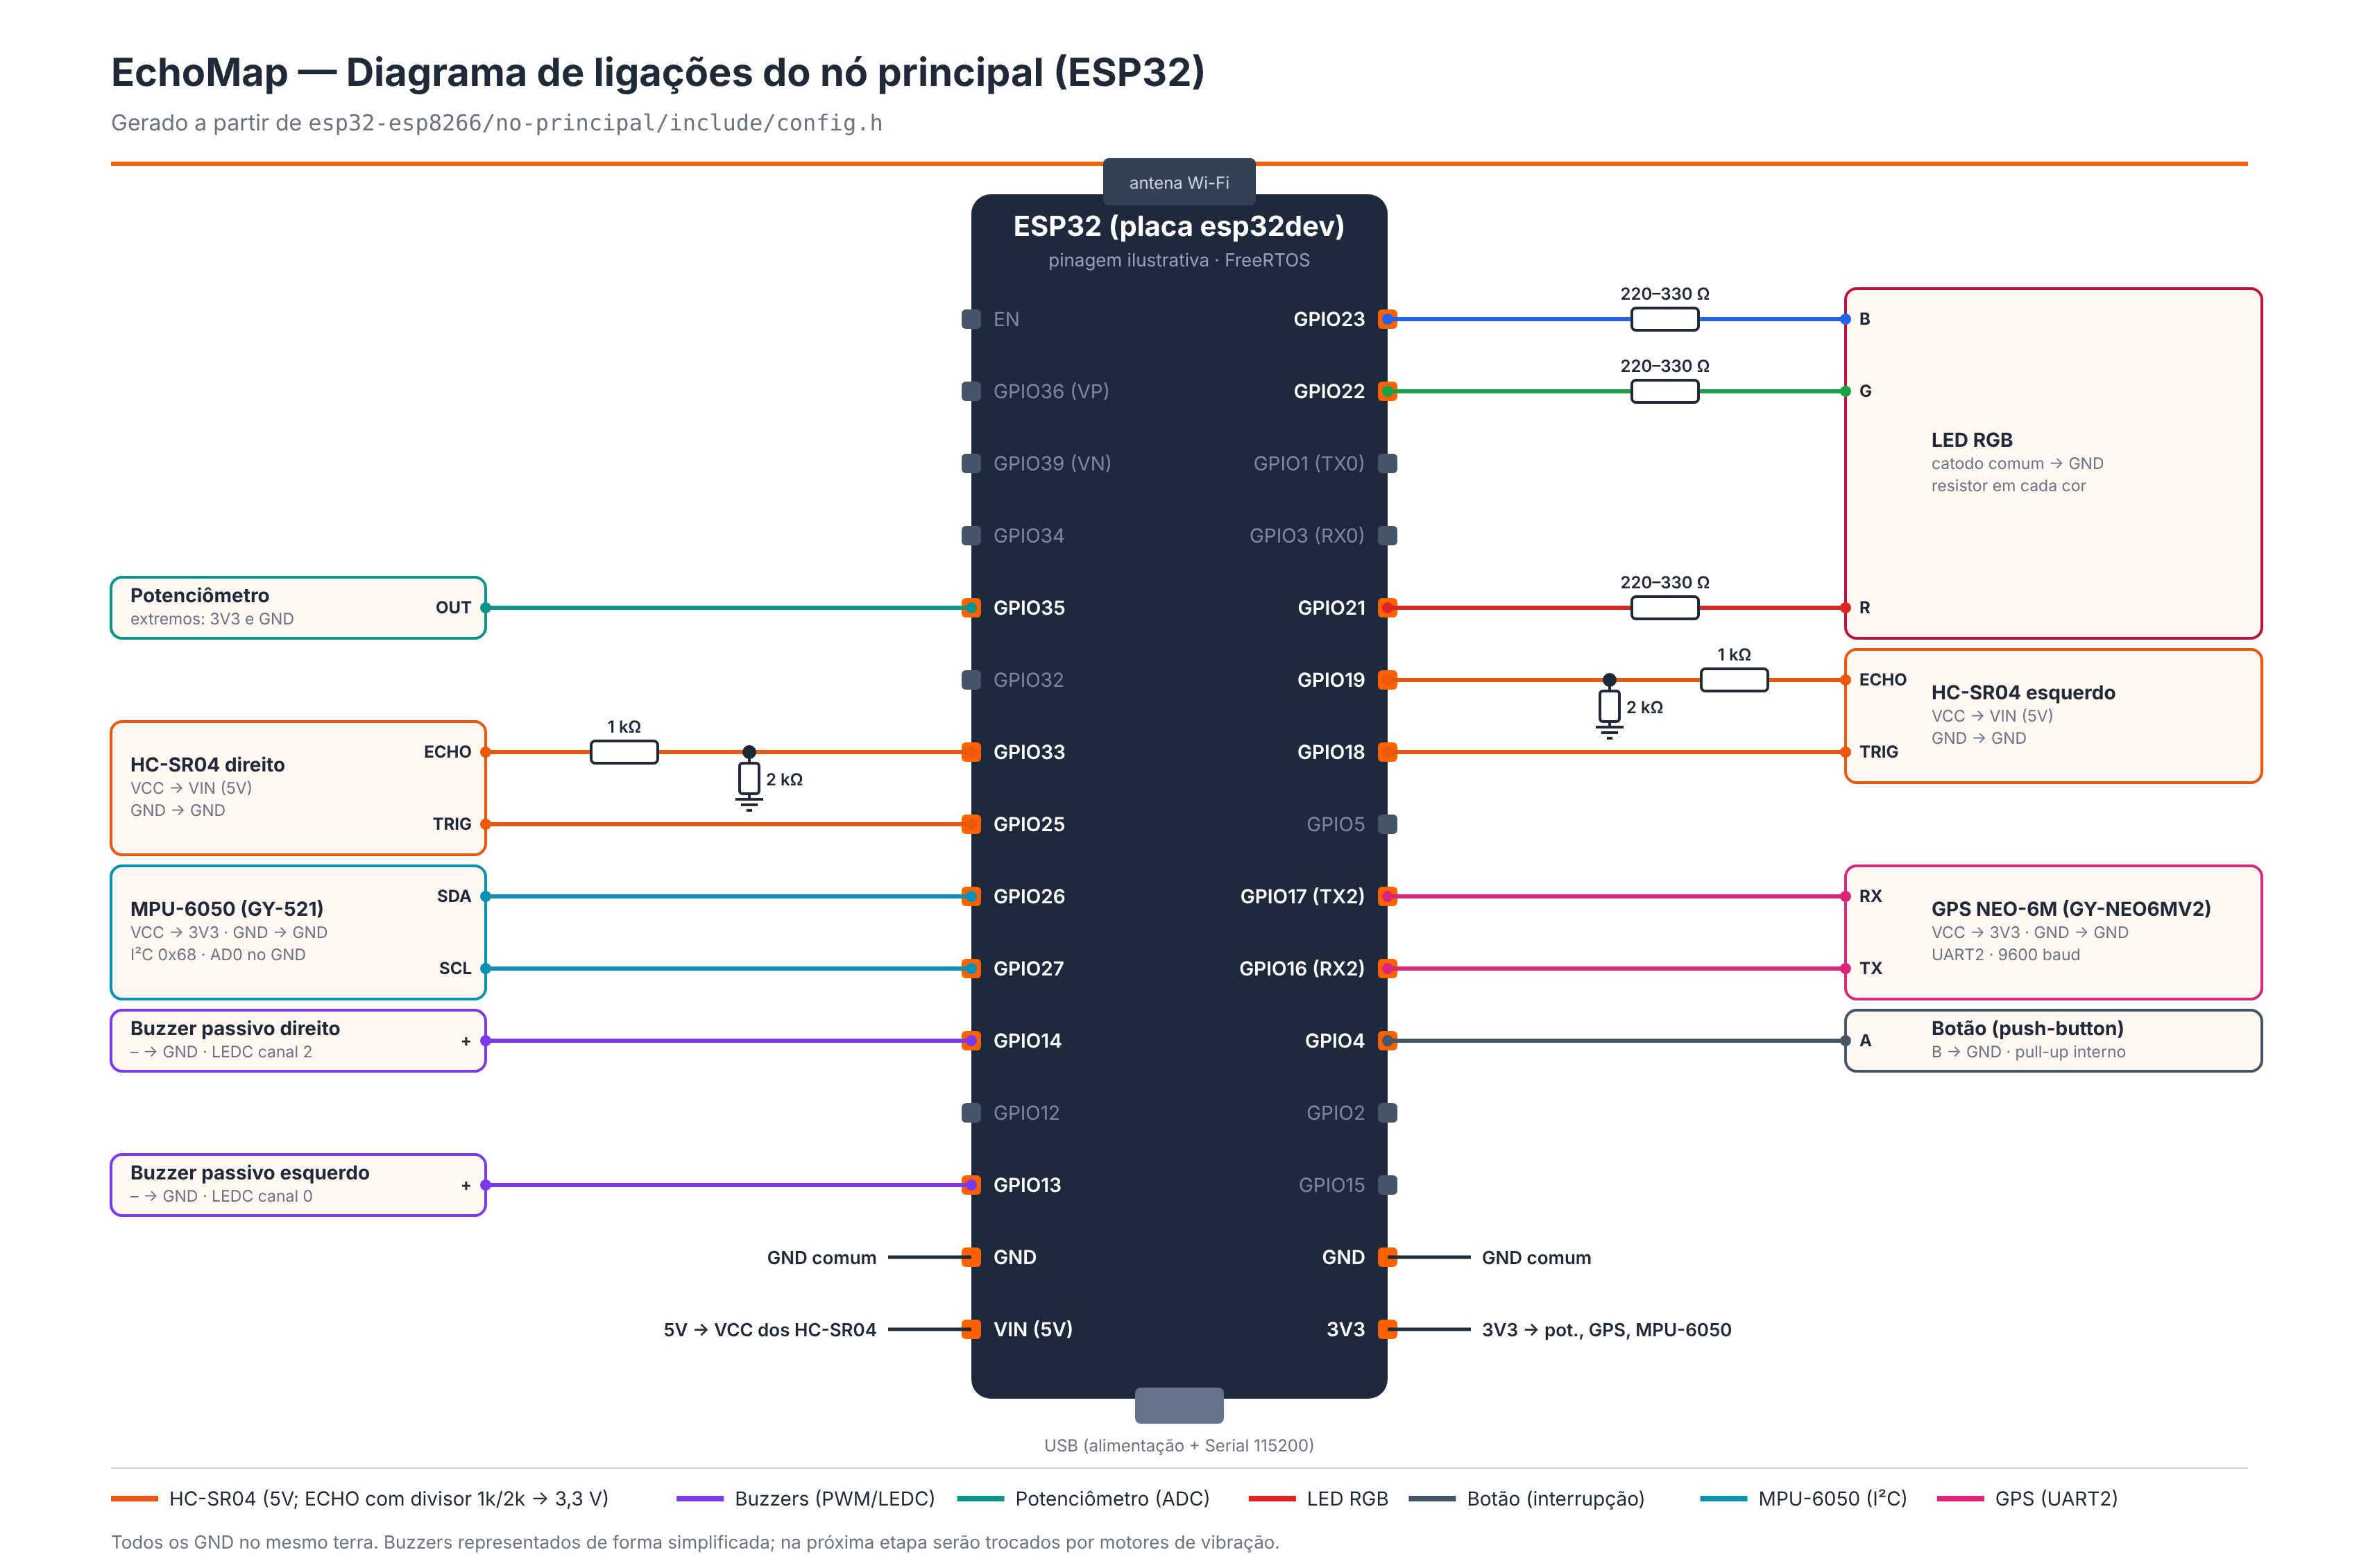 EchoMap — Diagrama de ligações do nó principal (ESP32)
Gerado a partir de esp32-esp8266/no-principal/include/config.h
antena Wi-Fi
ESP32 (placa esp32dev)
pinagem ilustrativa · FreeRTOS
EN
GPIO36 (VP)
GPIO39 (VN)
GPIO34
GPIO35
GPIO32
GPIO33
GPIO25
GPIO26
GPIO27
GPIO14
GPIO12
GPIO13
GND
VIN (5V)
GPIO23
GPIO22
GPIO1 (TX0)
GPIO3 (RX0)
GPIO21
GPIO19
GPIO18
GPIO5
GPIO17 (TX2)
GPIO16 (RX2)
GPIO4
GPIO2
GPIO15
GND
3V3
Potenciômetro
extremos: 3V3 e GND
OUT
HC-SR04 direito
VCC → VIN (5V)
GND → GND
ECHO
TRIG
1 kΩ
2 kΩ
MPU-6050 (GY-521)
VCC → 3V3 · GND → GND
I²C 0x68 · AD0 no GND
SDA
SCL
Buzzer passivo direito
– → GND · LEDC canal 2
+
Buzzer passivo esquerdo
– → GND · LEDC canal 0
+
GND comum
5V → VCC dos HC-SR04
220–330 Ω
220–330 Ω
220–330 Ω
B
G
R
LED RGB
catodo comum → GND
resistor em cada cor
1 kΩ
2 kΩ
ECHO
TRIG
HC-SR04 esquerdo
VCC → VIN (5V)
GND → GND
RX
TX
GPS NEO-6M (GY-NEO6MV2)
VCC → 3V3 · GND → GND
UART2 · 9600 baud
A
Botão (push-button)
B → GND · pull-up interno
GND comum
3V3 → pot., GPS, MPU-6050
USB (alimentação + Serial 115200)
HC-SR04 (5V; ECHO com divisor 1k/2k → 3,3 V)
Buzzers (PWM/LEDC)
Potenciômetro (ADC)
LED RGB
Botão (interrupção)
MPU-6050 (I²C)
GPS (UART2)
Todos os GND no mesmo terra. Buzzers representados de forma simplificada; na próxima etapa serão trocados por motores de vibração.